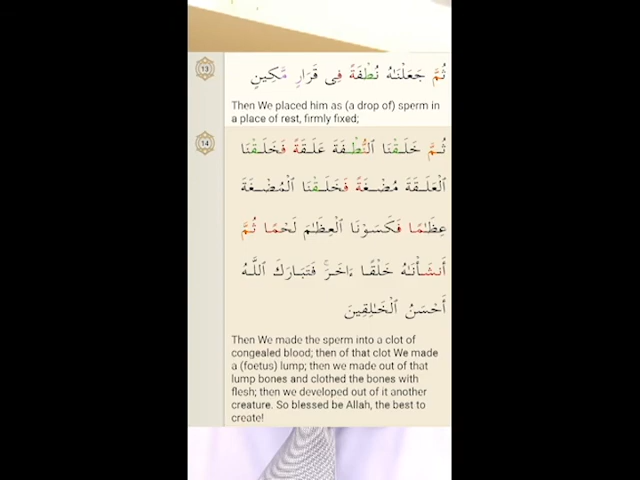 13
ثُمَّ جَعَلْنَـٰهُ نُطْفَةً فِى قَرَارٍ مَّكِينٍ
Then We placed him as (a drop of) sperm in
a place of rest, firmly fixed;
14
ثُمَّ خَلَقْنَا ٱلنُّطْفَةَ عَلَقَةً فَخَلَقْنَا
ٱلْعَلَقَةَ مُضْغَةً فَخَلَقْنَا ٱلْمُضْغَةَ
عِظَـٰمًا فَكَسَوْنَا ٱلْعِظَـٰمَ لَحْمًا ثُمَّ
أَنشَأْنَـٰهُ خَلْقًا ءَاخَرَ ۚ فَتَبَارَكَ ٱللَّـهُ
أَحْسَنُ ٱلْخَـٰلِقِينَ
Then We made the sperm into a clot of
congealed blood; then of that clot We made
a (foetus) lump; then we made out of that
lump bones and clothed the bones with
flesh; then we developed out of it another
creature. So blessed be Allah, the best to
create!